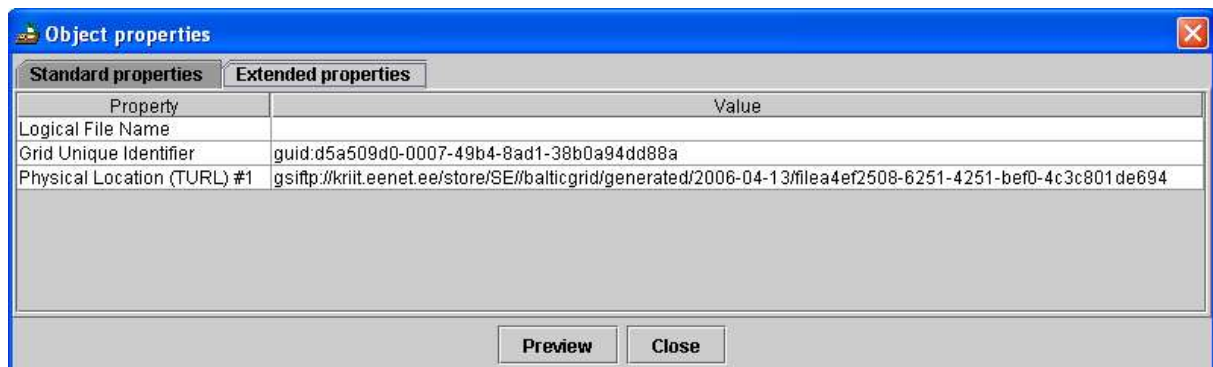 Object properties
Standard properties Extended properties
Property Value
Logical File Name
Grid Unique Identifier guid:d5a509d0-0007-49b4-8ad1-38b0a94dd88a
Physical Location (TURL) #1 gsiftp://kriit.eenet.ee/store/SE//balticgrid/generated/2006-04-13/filea4ef2508-6251-4251-bef0-4c3c801de694
Preview Close